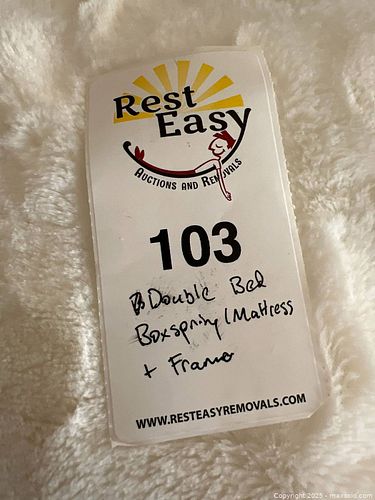 Rest
Easy
AUCTIONS AND REMOVALS
103
Double Bed
Boxspring/Mattress
+ Frame
WWW.RESTEASYREMOVALS.COM
Copyright 2025 - maxsold.com